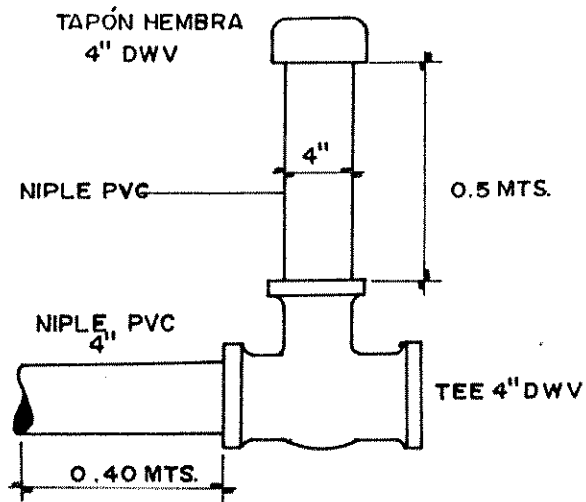 TAPÓN HEMBRA
4" DWV
4"
NIPLE PVC
0.5 MTS.
NIPLE PVC
4"
TEE 4" DWV
0.40 MTS.